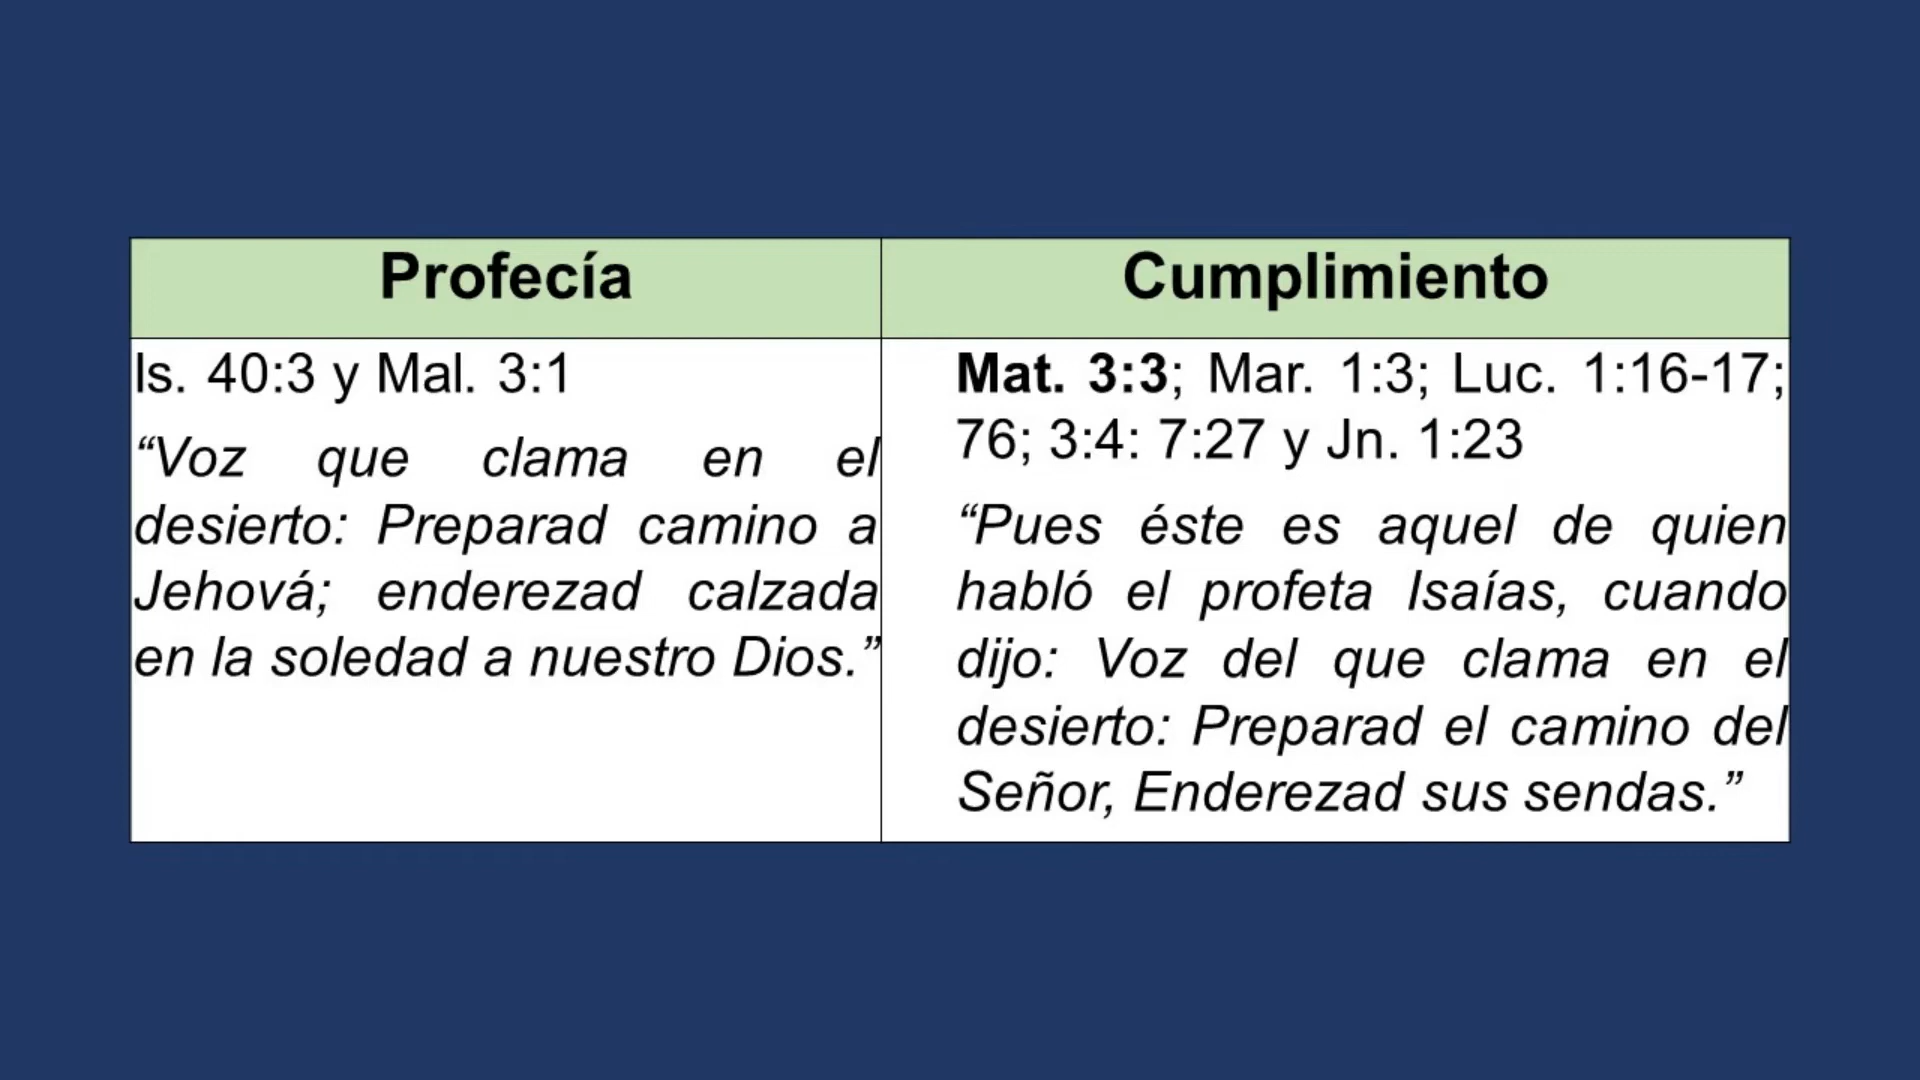 Profecía
Cumplimiento
Is. 40:3 y Mal. 3:1
“Voz que clama en el
desierto: Preparad camino a
Jehová; enderezad calzada
en la soledad a nuestro Dios.”
Mat. 3:3; Mar. 1:3; Luc. 1:16-17;
76; 3:4: 7:27 y Jn. 1:23
“Pues éste es aquel de quien
habló el profeta Isaías, cuando
dijo: Voz del que clama en el
desierto: Preparad el camino del
Señor, Enderezad sus sendas.”